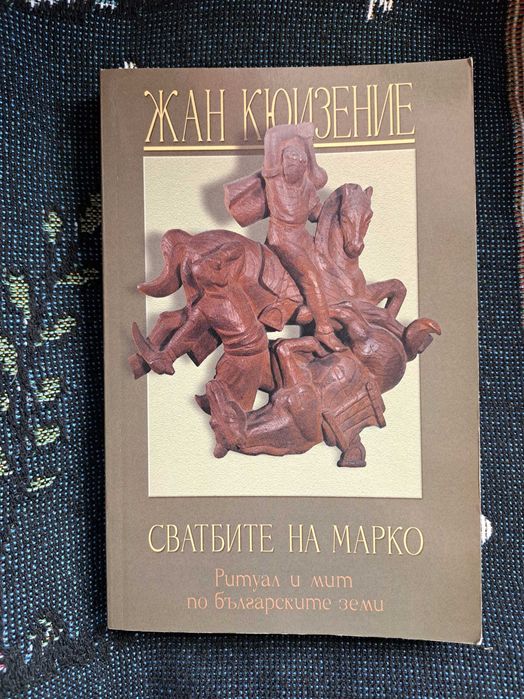 ЖАН КЮИЗЕНИЕ
СВАТБИТЕ НА МАРКО
Ритуал и мит
по българските земи